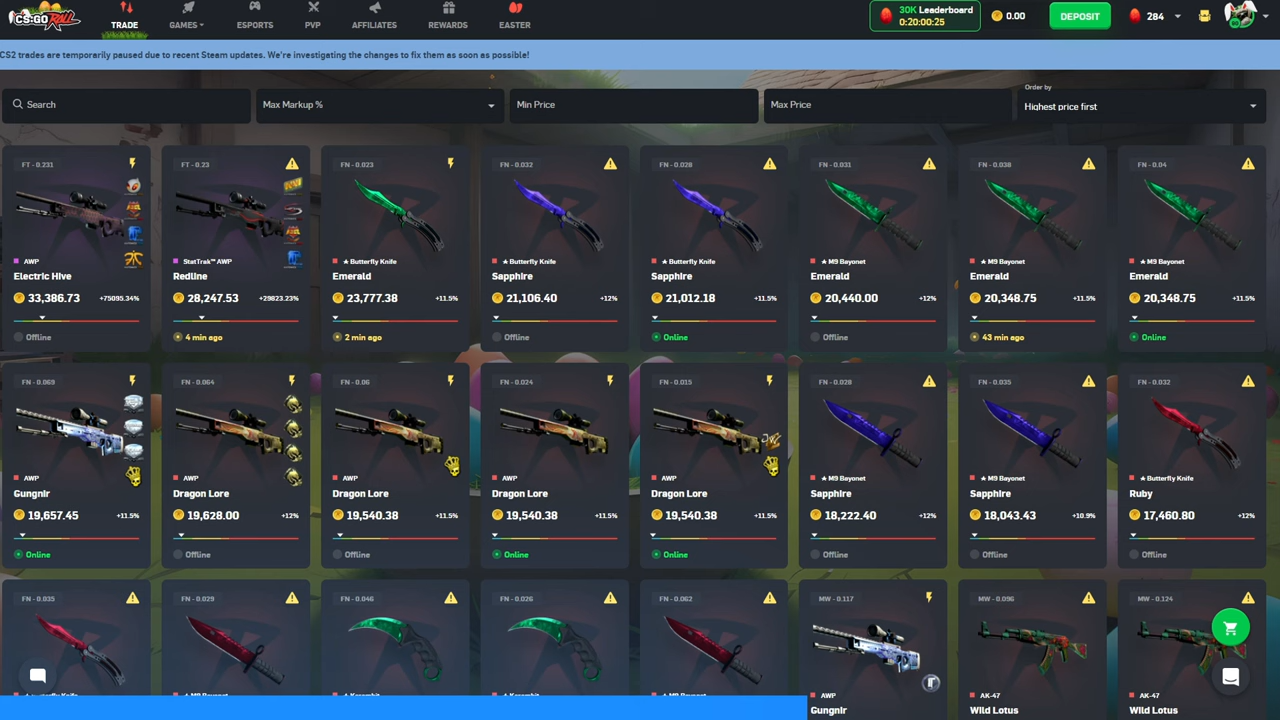 CS:GO ROLL
TRADE
GAMES
ESPORTS
PVP
AFFILIATES
REWARDS
EASTER
30K Leaderboard
0:20:00:25
0.00
DEPOSIT
284
CS2 trades are temporarily paused due to recent Steam updates. We're investigating the changes to fix them as soon as possible!
Search
Max Markup %
Min Price
Max Price
Order by
Highest price first
FT - 0.231
AWP
Electric Hive
33,386.73 +75095.34%
Offline
FT - 0.23
StatTrak™ AWP
Redline
28,247.53 +29823.23%
4 min ago
FN - 0.023
★ Butterfly Knife
Emerald
23,777.38 +11.5%
2 min ago
FN - 0.032
★ Butterfly Knife
Sapphire
21,106.40 +12%
Offline
FN - 0.028
★ Butterfly Knife
Sapphire
21,012.18 +11.5%
Online
FN - 0.031
★ M9 Bayonet
Emerald
20,440.00 +12%
Offline
FN - 0.038
★ M9 Bayonet
Emerald
20,348.75 +11.5%
43 min ago
FN - 0.04
★ M9 Bayonet
Emerald
20,348.75 +11.5%
Online
FN - 0.069
AWP
Gungnir
19,657.45 +11.5%
Online
FN - 0.064
AWP
Dragon Lore
19,628.00 +12%
Offline
FN - 0.06
AWP
Dragon Lore
19,540.38 +11.5%
Offline
FN - 0.024
AWP
Dragon Lore
19,540.38 +11.5%
Online
FN - 0.015
AWP
Dragon Lore
19,540.38 +11.5%
Online
FN - 0.028
★ M9 Bayonet
Sapphire
18,222.40 +12%
Offline
FN - 0.035
★ M9 Bayonet
Sapphire
18,043.43 +10.9%
Offline
FN - 0.032
★ Butterfly Knife
Ruby
17,460.80 +12%
Offline
FN - 0.035
★ Butterfly Knife
FN - 0.029
★ M9 Bayonet
FN - 0.046
★ Karambit
FN - 0.026
★ Karambit
FN - 0.062
★ M9 Bayonet
MW - 0.117
AWP
Gungnir
MW - 0.096
AK-47
Wild Lotus
MW - 0.124
AK-47
Wild Lotus